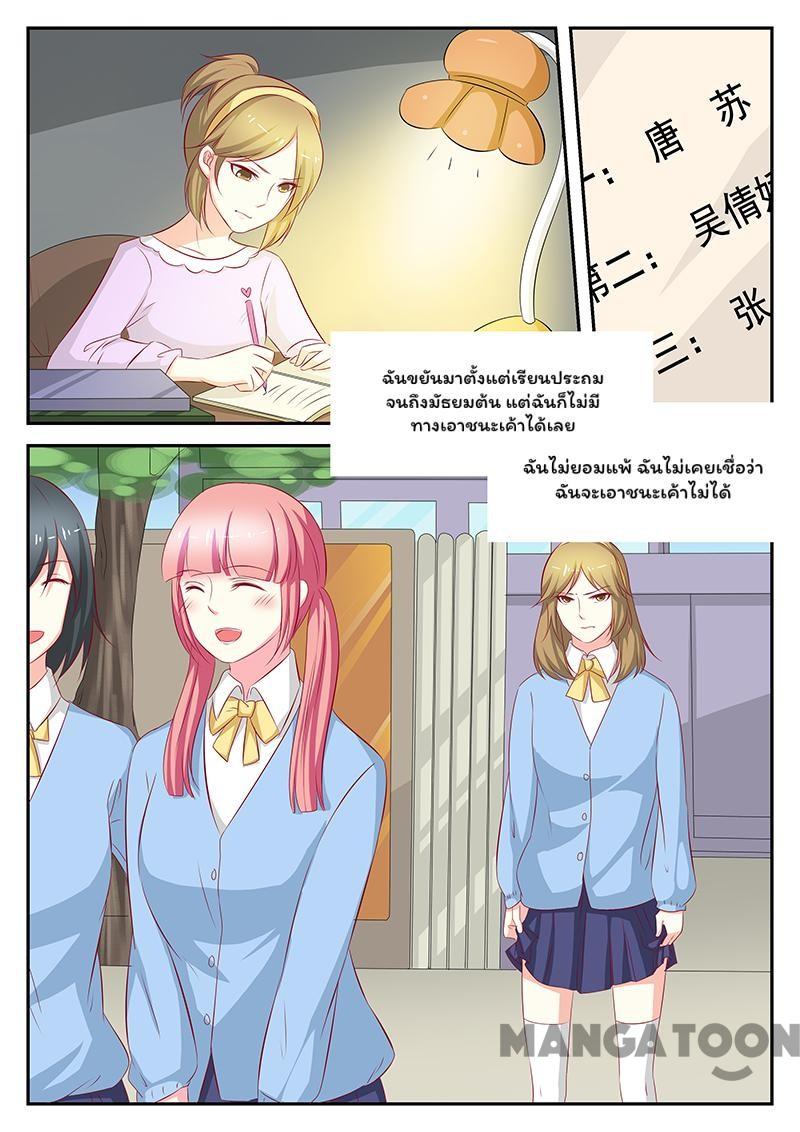 一：唐 苏
第二：吴倩
三：张
ฉันขยันมาตั้งแต่เรียนประถม
จนถึงมัธยมต้น แต่ฉันก็ไม่มี
ทางเอาชนะเค้าได้เลย
ฉันไม่ยอมแพ้ ฉันไม่เคยเชื่อว่า
ฉันจะเอาชนะเค้าไม่ได้
MANGATOON